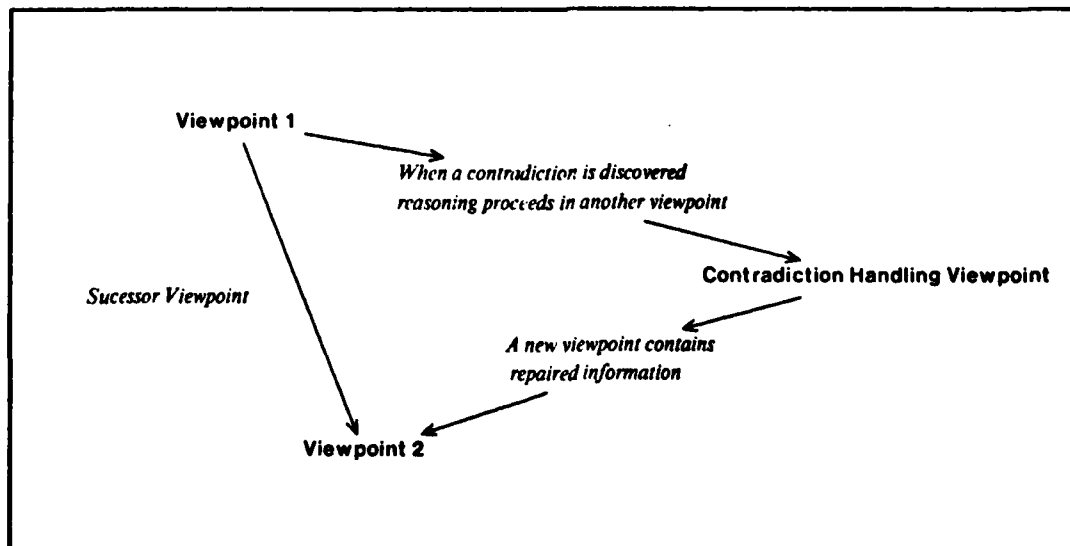 Viewpoint 1
When a contradiction is discovered
reasoning proceeds in another viewpoint
Contradiction Handling Viewpoint
Sucessor Viewpoint
A new viewpoint contains
repaired information
Viewpoint 2